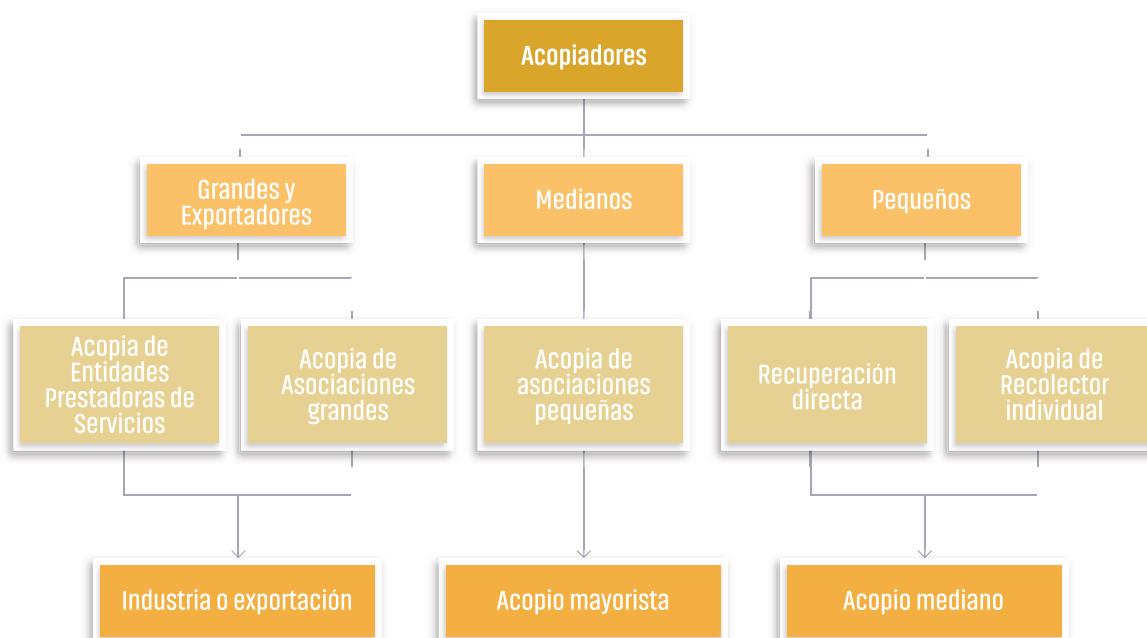 Acopiadores
Grandes y
Exportadores
Medianos
Pequeños
Acopia de
Entidades
Prestadoras de
Servicios
Acopia de
Asociaciones
grandes
Acopia de
asociaciones
pequeñas
Recuperación
directa
Acopia de
Recolector
individual
Industria o exportación
Acopio mayorista
Acopio mediano